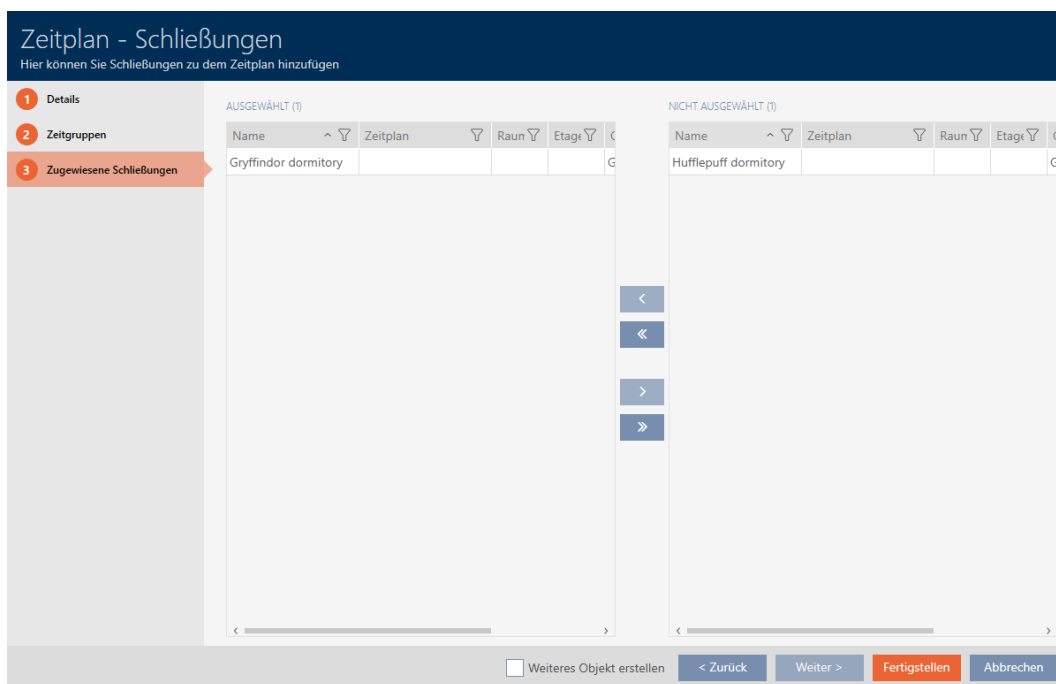 Zeitplan - Schließungen
Hier können Sie Schließungen zu dem Zeitplan hinzufügen
1 Details
2 Zeitgruppen
3 Zugewiesene Schließungen
AUSGEWÄHLT (1)
Name Zeitplan Etage
Gryffindor dormitory G
NICHT AUSGEWÄHLT (1)
Name Zeitplan Etage
Hufflepuff dormitory G
Weiteres Objekt erstellen < Zurück Weiter > Fertigstellen Abbrechen